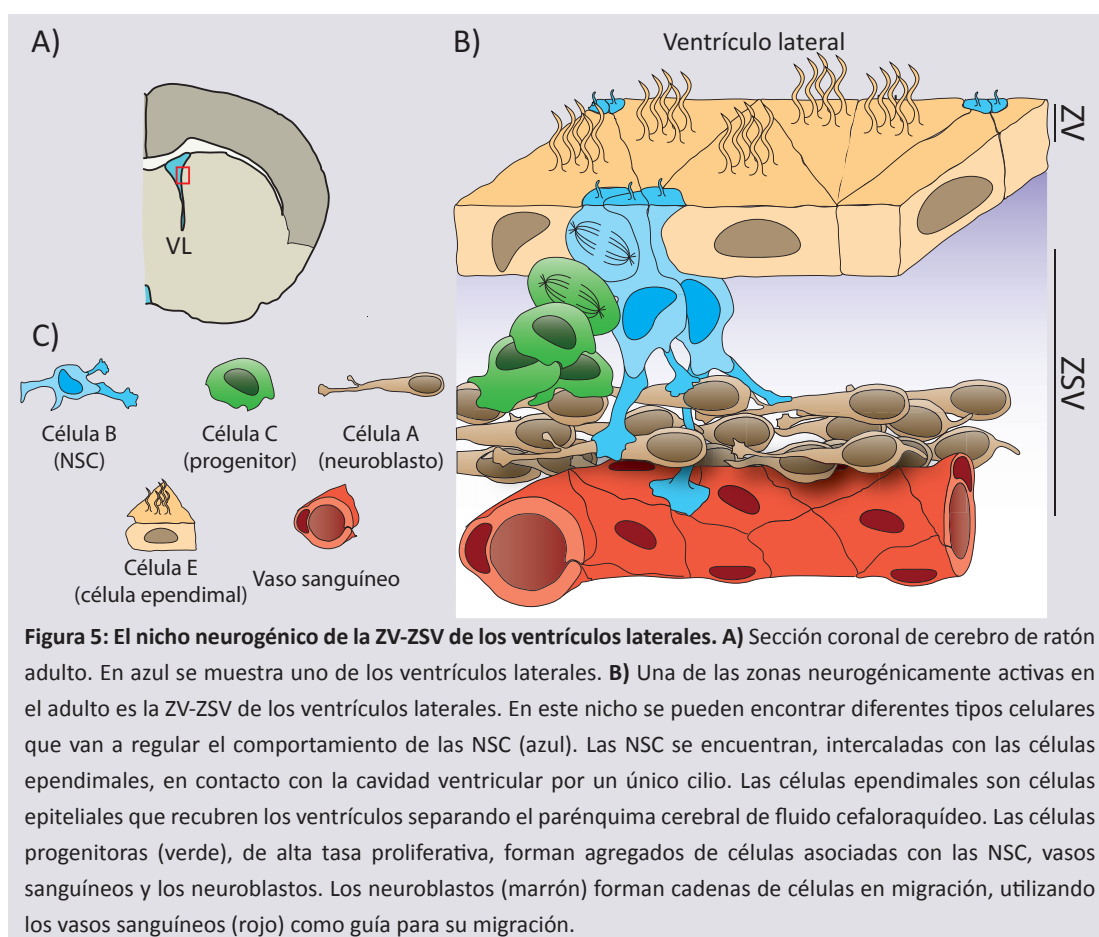 A)
VL
B)
Ventrículo lateral
ZV
ZSV
C)
Célula B
(NSC)
Célula C
(progenitor)
Célula A
(neuroblasto)
Célula E
(célula ependimal)
Vaso sanguíneo
Figura 5: El nicho neurogénico de la ZV-ZSV de los ventrículos laterales. A) Sección coronal de cerebro de ratón
adulto. En azul se muestra uno de los ventrículos laterales. B) Una de las zonas neurogénicamente activas en
el adulto es la ZV-ZSV de los ventrículos laterales. En este nicho se pueden encontrar diferentes tipos celulares
que van a regular el comportamiento de las NSC (azul). Las NSC se encuentran, intercaladas con las células
ependimales, en contacto con la cavidad ventricular por un único cilio. Las células ependimales son células
epiteliales que recubren los ventrículos separando el parénquima cerebral de fluido cefaloraquídeo. Las células
progenitoras (verde), de alta tasa proliferativa, forman agregados de células asociadas con las NSC, vasos
sanguíneos y los neuroblastos. Los neuroblastos (marrón) forman cadenas de células en migración, utilizando
los vasos sanguíneos (rojo) como guía para su migración.